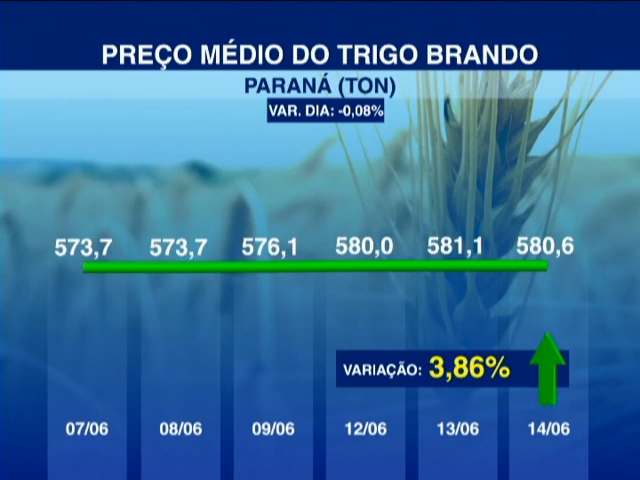 PREÇO MÉDIO DO TRIGO BRANDO
PARANÁ (TON)
VAR. DIA: -0,08%
573,7 573,7 576,1 580,0 581,1 580,6
VARIAÇÃO: 3,86%
07/06 08/06 09/06 12/06 13/06 14/06